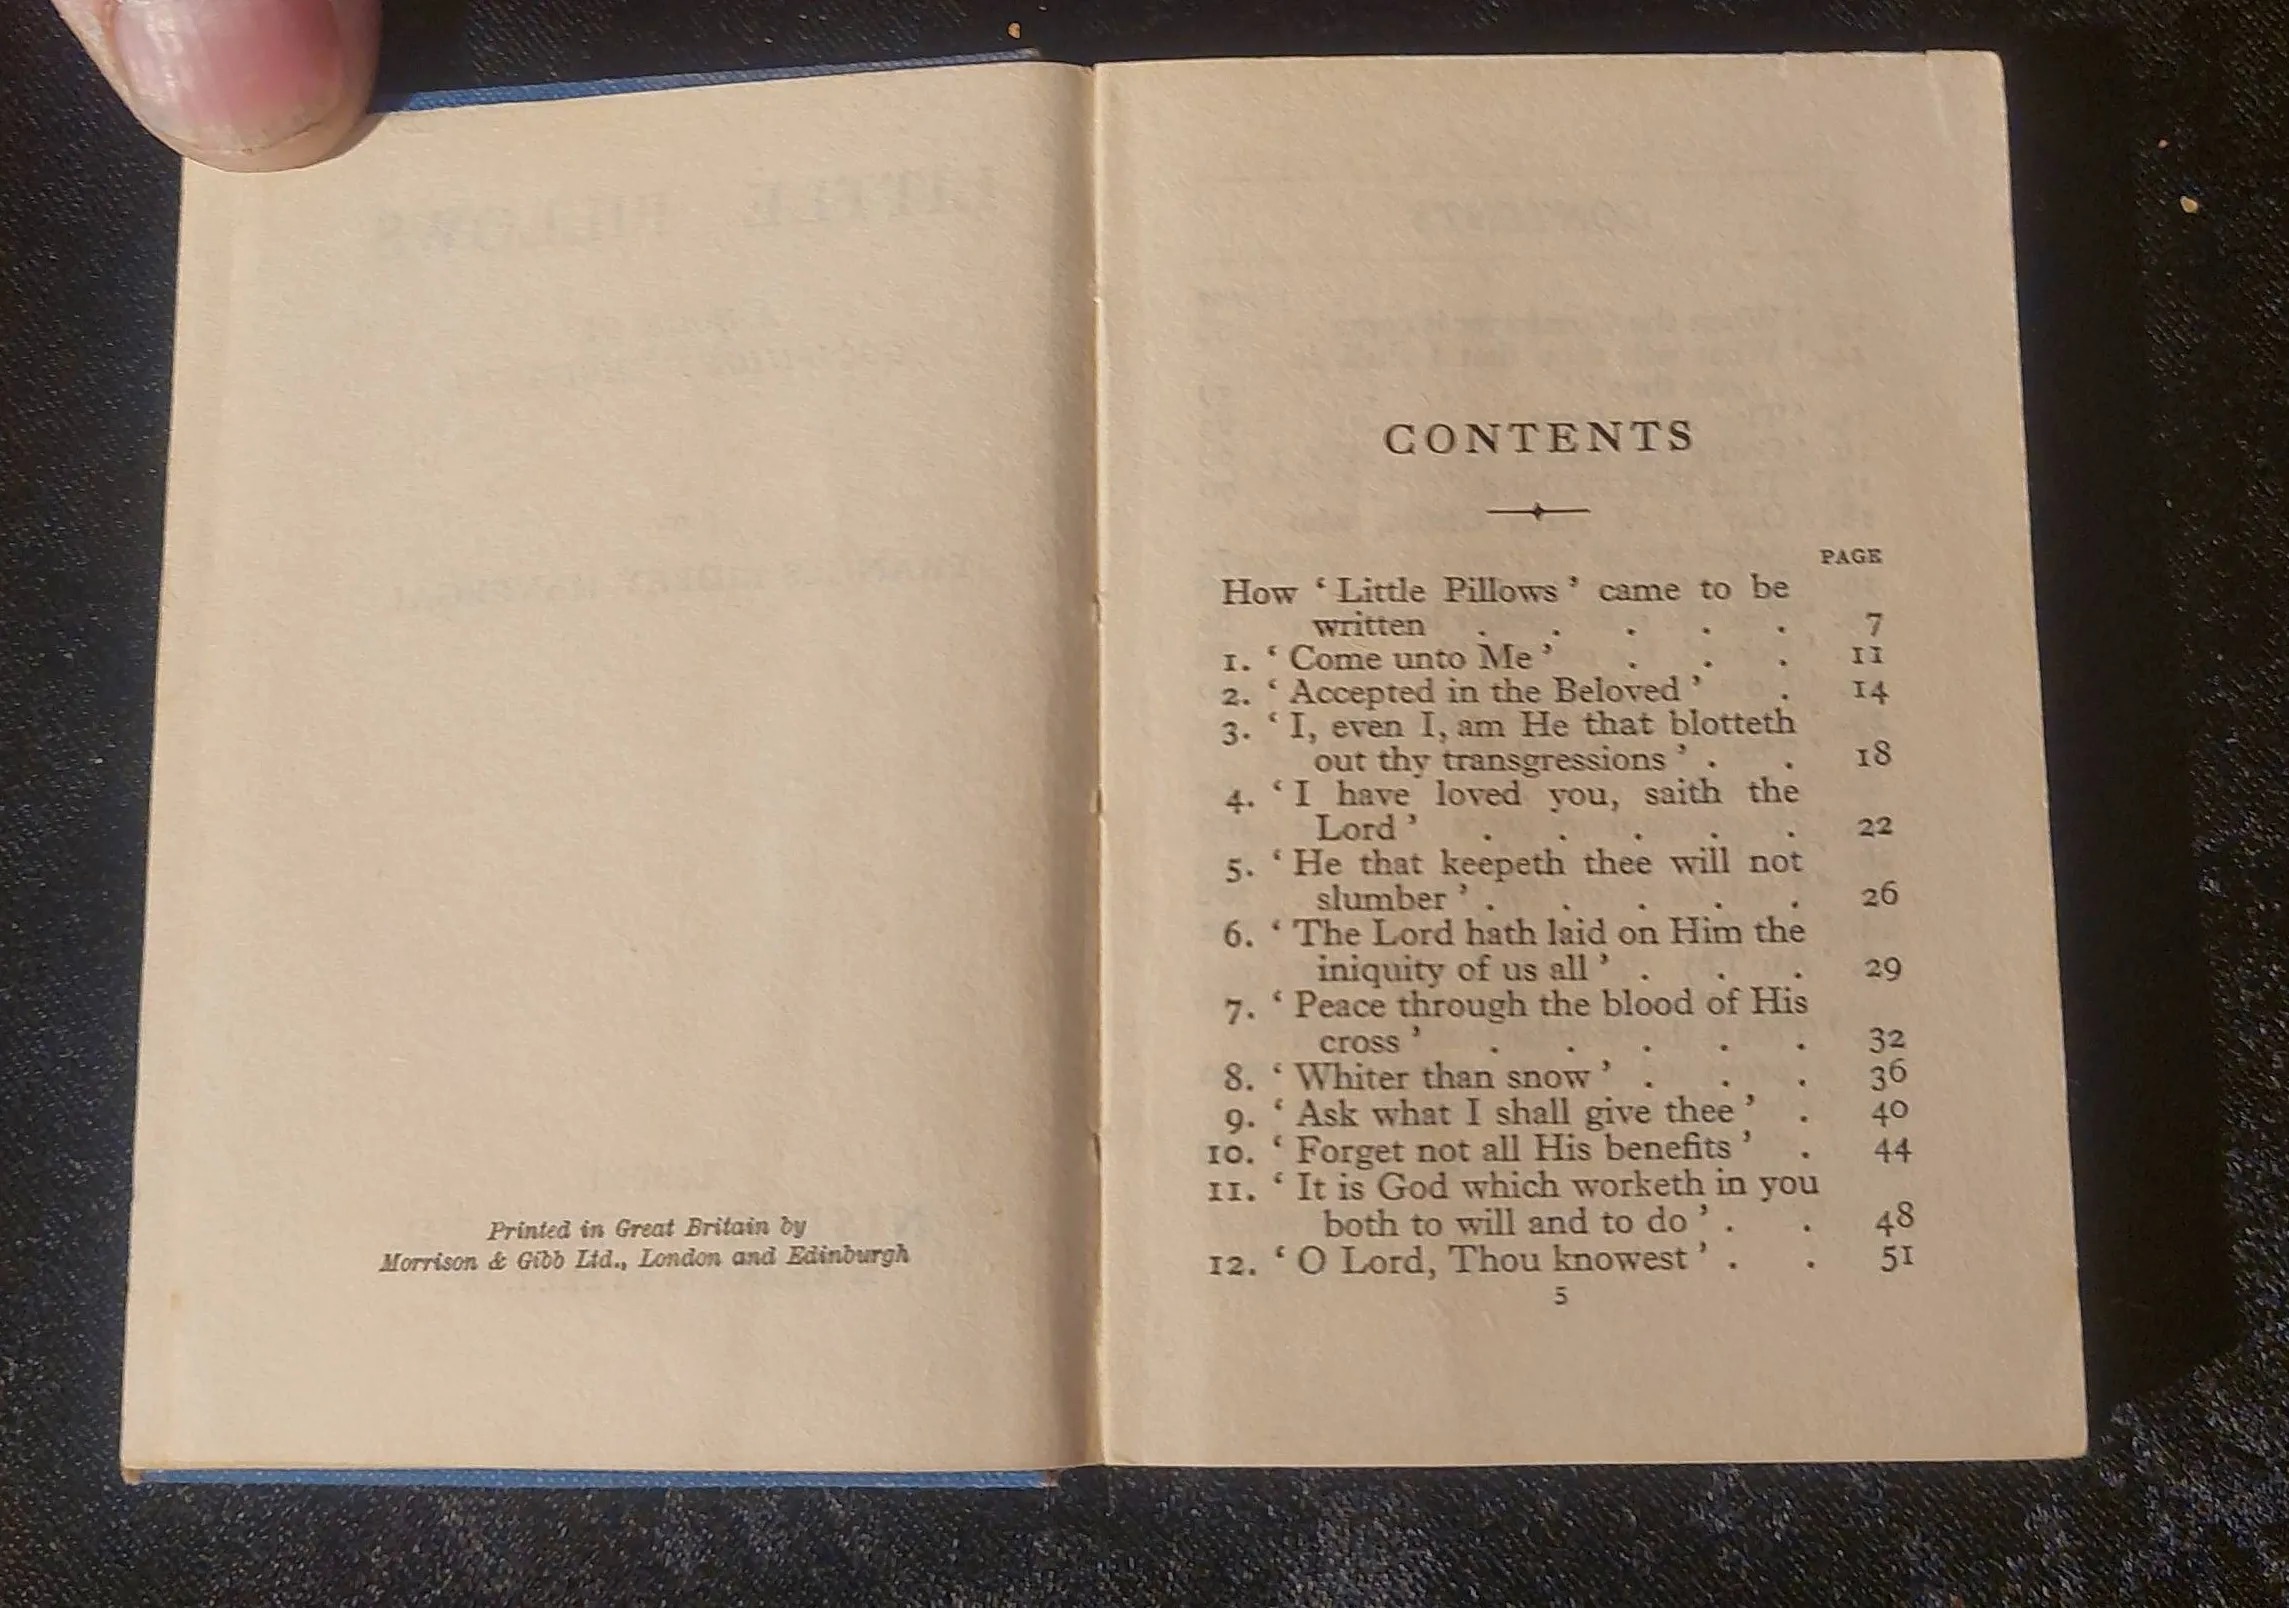 Printed in Great Britain by
Morrison & Gibb Ltd., London and Edinburgh
CONTENTS
PAGE
How ‘ Little Pillows ’ came to be
written . . . . . 7
1. ‘ Come unto Me ’ . . . 11
2. ‘ Accepted in the Beloved ’ . 14
3. ‘ I, even I, am He that blotteth
out thy transgressions ’ . . 18
4. ‘ I have loved you, saith the
Lord ’ . . . . . 22
5. ‘ He that keepeth thee will not
slumber ’ . . . . . 26
6. ‘ The Lord hath laid on Him the
iniquity of us all ’ . . . 29
7. ‘ Peace through the blood of His
cross ’ . . . . . 32
8. ‘ Whiter than snow ’ . . . 36
9. ‘ Ask what I shall give thee ’ . 40
10. ‘ Forget not all His benefits ’ . 44
11. ‘ It is God which worketh in you
both to will and to do ’ . . 48
12. ‘ O Lord, Thou knowest ’ . . 51
5